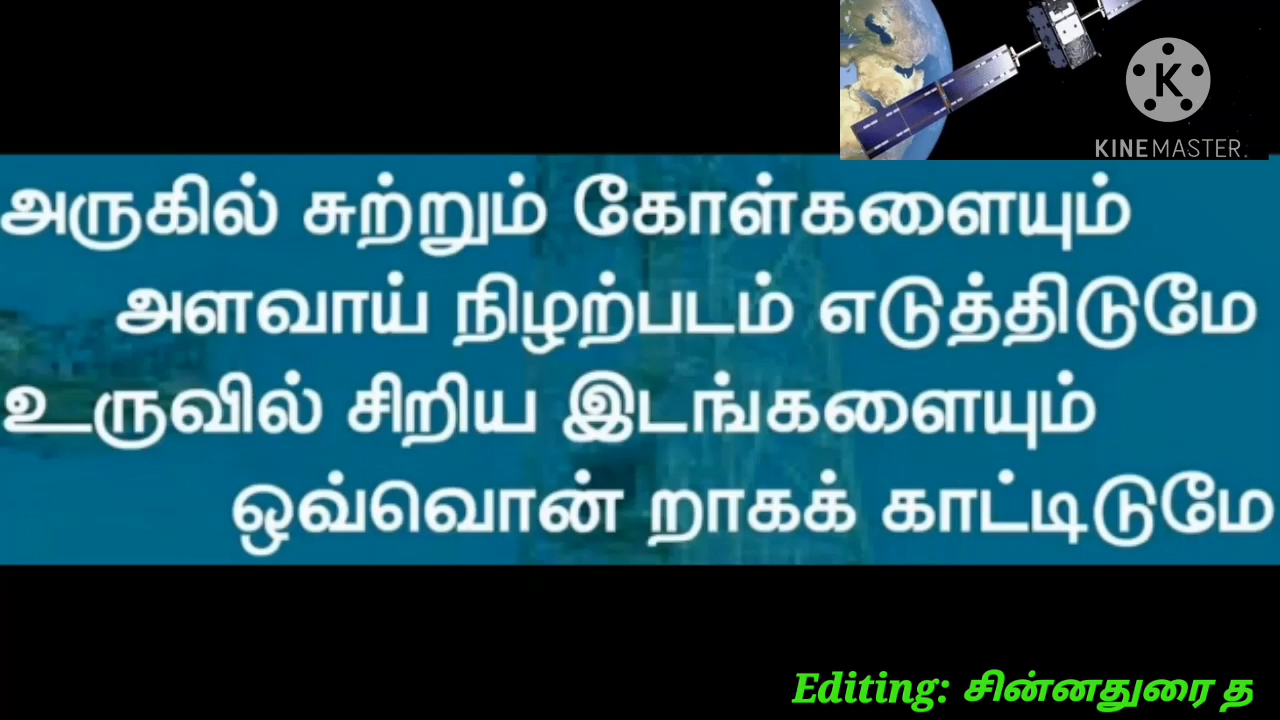 KINEMASTER
அருகில் சுற்றும் கோள்களையும்
அளவாய் நிழற்படம் எடுத்திடுமே
உருவில் சிறிய இடங்களையும்
ஒவ்வொன் றாகக் காட்டிடுமே
Editing: சின்னதுரை த